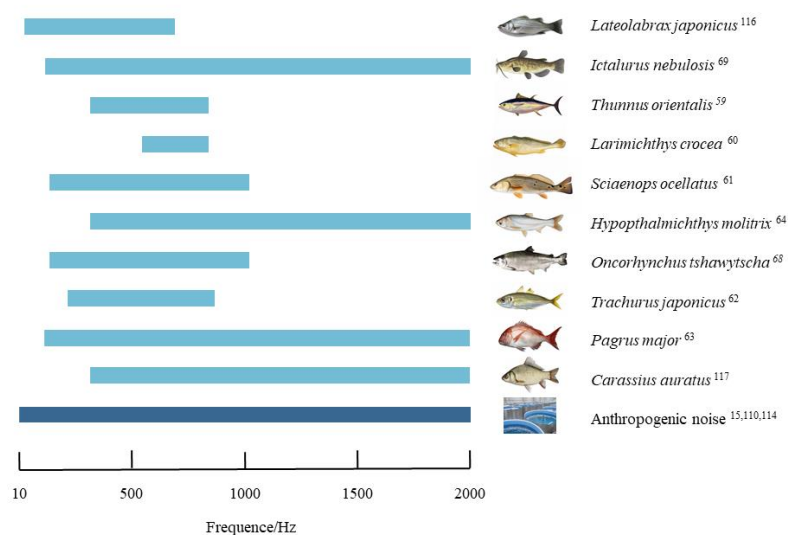 Lateolabrax japonicus 116
Ictalurus nebulosis 69
Thunnus orientalis 59
Larimichthys crocea 60
Sciaenops ocellatus 61
Hypopthalmichthys molitrix 64
Oncorhynchus tshawytscha 68
Trachurus japonicus 62
Pagrus major 63
Carassius auratus 117
Anthropogenic noise 15,110,114
10 500 1000 1500 2000
Frequence/Hz